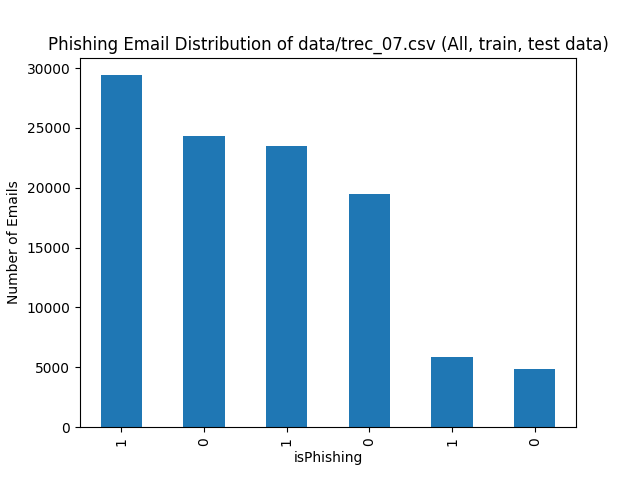 Phishing Email Distribution of data/trec_07.csv (All, train, test data)
30000
25000
20000
15000
10000
5000
0
Number of Emails
1 0 1 0 1 0
isPhishing